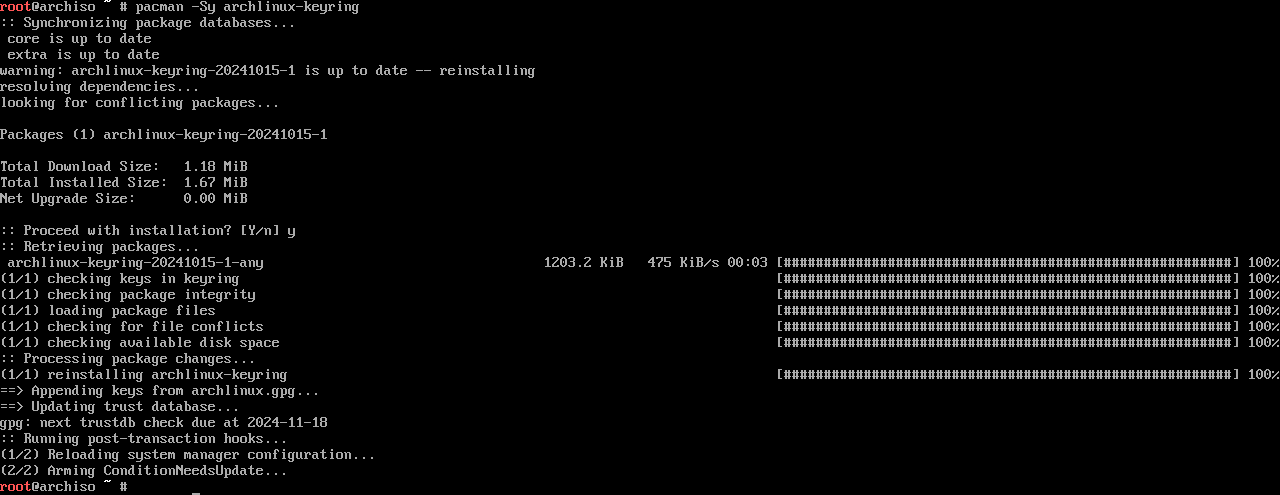 root@archiso ~ # pacman -Sy archlinux-keyring
:: Synchronizing package databases...
 core is up to date
 extra is up to date
warning: archlinux-keyring-20241015-1 is up to date -- reinstalling
resolving dependencies...
looking for conflicting packages...

Packages (1) archlinux-keyring-20241015-1

Total Download Size:   1.18 MiB
Total Installed Size:  1.67 MiB
Net Upgrade Size:      0.00 MiB

:: Proceed with installation? [Y/n] y
:: Retrieving packages...
 archlinux-keyring-20241015-1-any                                   1203.2 KiB   475 KiB/s 00:03 [########################################################] 100%
(1/1) checking keys in keyring                                                                   [########################################################] 100%
(1/1) checking package integrity                                                                 [########################################################] 100%
(1/1) loading package files                                                                      [########################################################] 100%
(1/1) checking for file conflicts                                                                [########################################################] 100%
(1/1) checking available disk space                                                              [########################################################] 100%
:: Processing package changes...
(1/1) reinstalling archlinux-keyring                                                             [########################################################] 100%
==> Appending keys from archlinux.gpg...
==> Updating trust database...
gpg: next trustdb check due at 2024-11-18
:: Running post-transaction hooks...
(1/2) Reloading system manager configuration...
(2/2) Arming ConditionNeedsUpdate...
root@archiso ~ #